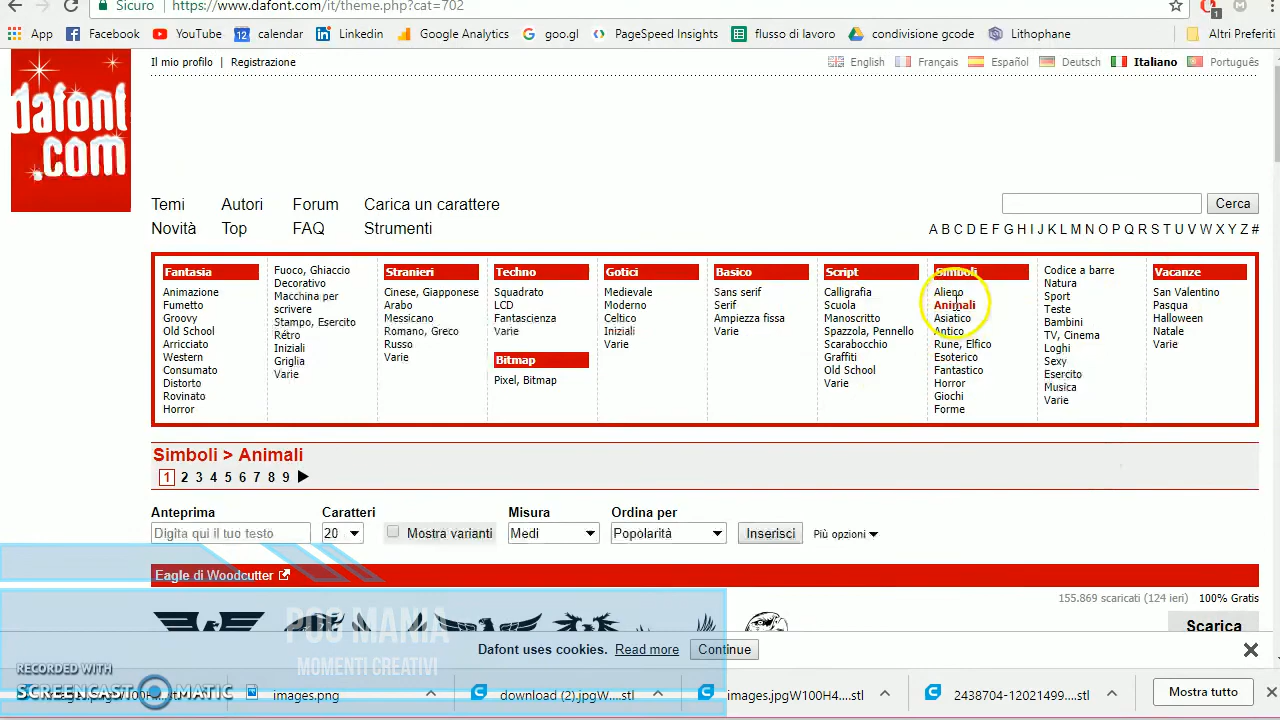 Sicuro https://www.dafont.com/it/theme.php?cat=702
App Facebook YouTube calendar Linkedin Google Analytics goo.gl PageSpeed Insights flusso di lavoro condivisione gcode Lithophane Altri Preferiti
dafont
.com
Il mio profilo | Registrazione
English Français Español Deutsch Italiano Português
Temi Autori Forum Carica un carattere
Cerca
Novità Top FAQ Strumenti
A B C D E F G H I J K L M N O P Q R S T U V W X Y Z #
Fantasia
Animazione
Fumetto
Groovy
Old School
Arricciato
Western
Consumato
Distorto
Rovinato
Horror
Fuoco, Ghiaccio
Decorativo
Macchina per
scrivere
Stampo, Esercito
Rétro
Iniziali
Griglia
Varie
Stranieri
Cinese, Giapponese
Arabo
Messicano
Romano, Greco
Russo
Varie
Techno
Squadrato
LCD
Fantascienza
Varie
Bitmap
Pixel, Bitmap
Gotici
Medievale
Moderno
Celtico
Iniziali
Varie
Basico
Sans serif
Serif
Ampiezza fissa
Varie
Script
Calligrafia
Scuola
Manoscritto
Spazzola, Pennello
Scarabocchio
Graffiti
Old School
Varie
Simboli
Alieno
Animali
Asiatico
Antico
Rune, Elfico
Esoterico
Fantastico
Horror
Giochi
Forme
Codice a barre
Natura
Sport
Teste
Bambini
TV, Cinema
Loghi
Sexy
Esercito
Musica
Varie
Vacanze
San Valentino
Pasqua
Halloween
Natale
Varie
Simboli > Animali
1 2 3 4 5 6 7 8 9
Anteprima Caratteri Misura Ordina per
Digita qui il tuo testo 20 Mostra varianti Medi Popolarità Inserisci Più opzioni
Eagle di Woodcutter
155.869 scaricati (124 ieri) 100% Gratis
Scarica
POG MANIA
MOMENTI CREATIVI
Dafont uses cookies. Read more Continue
RECORDED WITH
SCREENCAST MATIC
images.png download (2).jpgW....stl images.jpgW100H4....stl 2438704-12021499....stl Mostra tutto